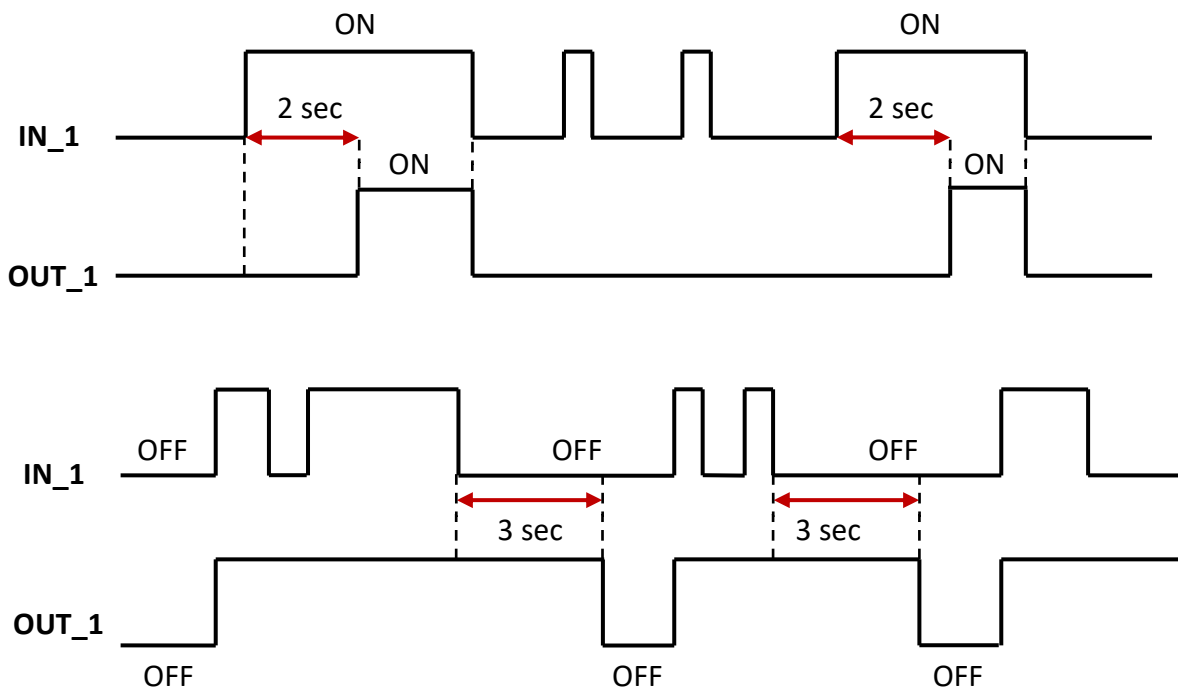 ON
ON
2 sec
2 sec
IN_1
ON
ON
OUT_1
OFF
OFF
OFF
IN_1
3 sec
3 sec
OUT_1
OFF
OFF
OFF